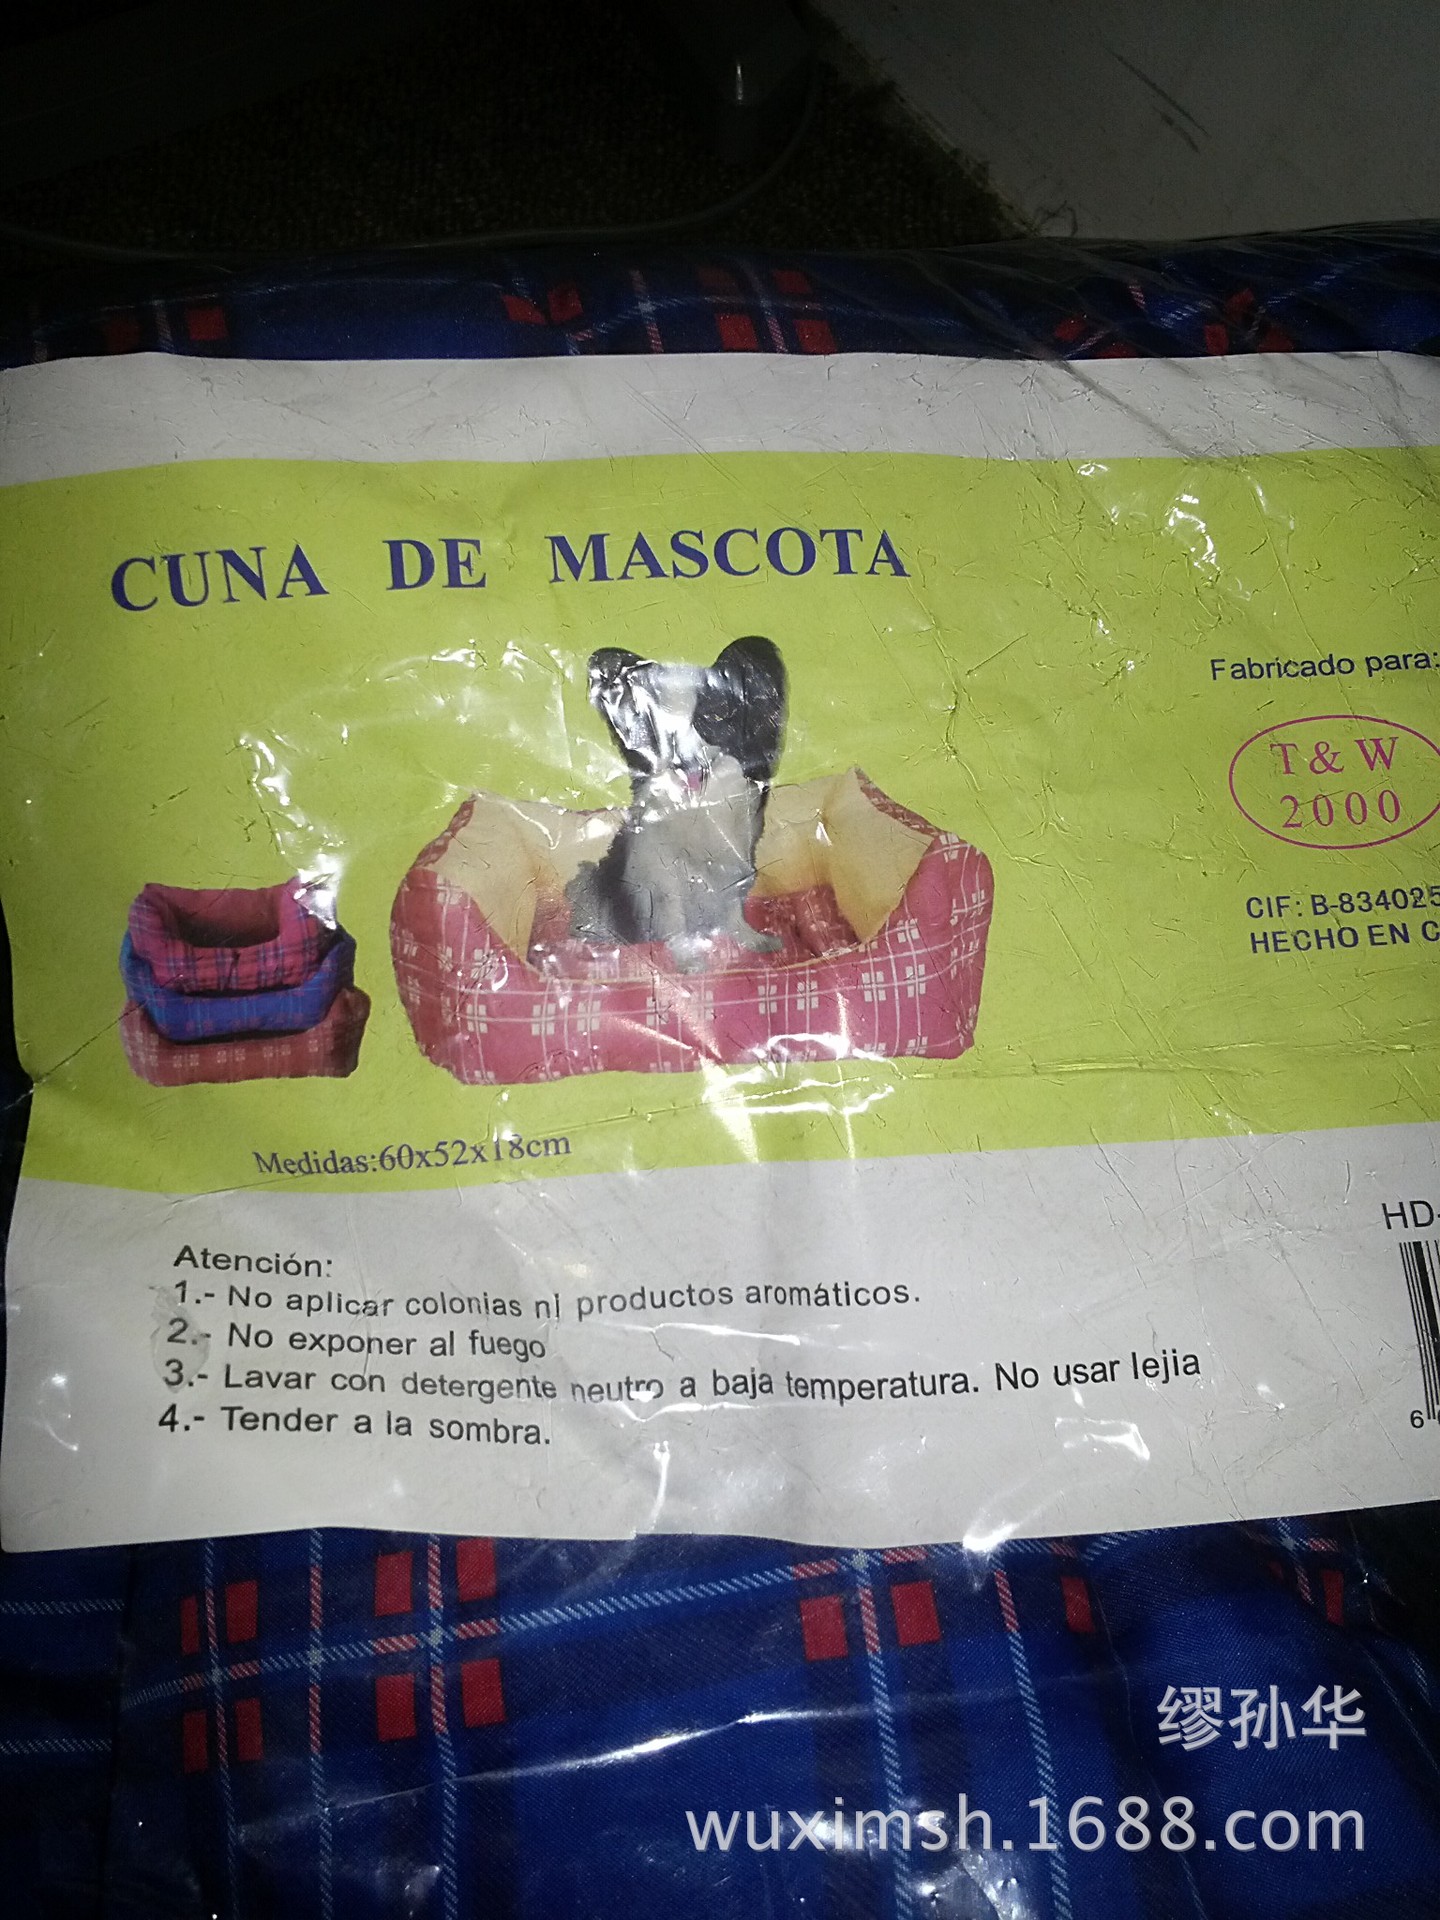 CUNA DE MASCOTA
Fabricado para:
T & W
2000
CIF: B-834025
HECHO EN C
Medidas:60x52x18cm
HD-
Atención:
1.- No aplicar colonias ni productos aromáticos.
2.- No exponer al fuego
3.- Lavar con detergente neutro a baja temperatura. No usar lejia
4.- Tender a la sombra.
6
缪孙华
wuximsh.1688.com